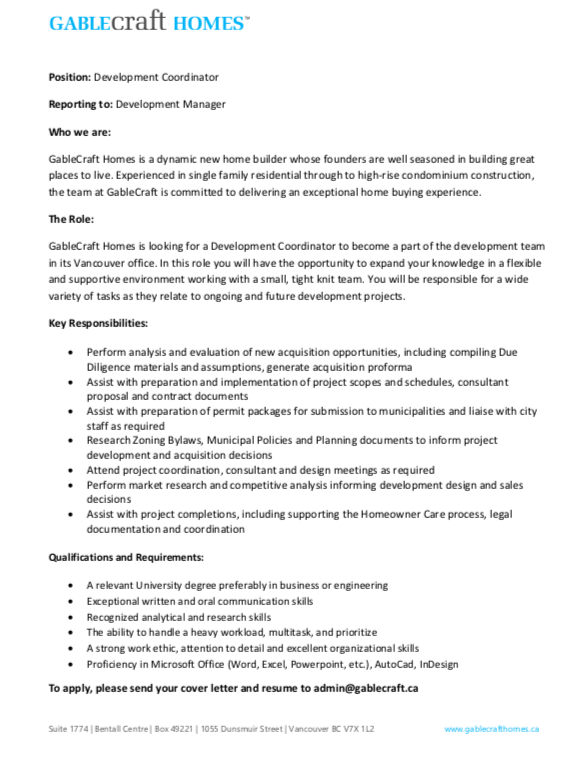 GABLEcraft HOMES™
Position: Development Coordinator
Reporting to: Development Manager
Who we are:
GableCraft Homes is a dynamic new home builder whose founders are well seasoned in building great
places to live. Experienced in single family residential through to high-rise condominium construction,
the team at GableCraft is committed to delivering an exceptional home buying experience.
The Role:
GableCraft Homes is looking for a Development Coordinator to become a part of the development team
in its Vancouver office. In this role you will have the opportunity to expand your knowledge in a flexible
and supportive environment working with a small, tight knit team. You will be responsible for a wide
variety of tasks as they relate to ongoing and future development projects.
Key Responsibilities:
• Perform analysis and evaluation of new acquisition opportunities, including compiling Due
Diligence materials and assumptions, generate acquisition proforma
• Assist with preparation and implementation of project scopes and schedules, consultant
proposal and contract documents
• Assist with preparation of permit packages for submission to municipalities and liaise with city
staff as required
• Research Zoning Bylaws, Municipal Policies and Planning documents to inform project
development and acquisition decisions
• Attend project coordination, consultant and design meetings as required
• Perform market research and competitive analysis informing development design and sales
decisions
• Assist with project completions, including supporting the Homeowner Care process, legal
documentation and coordination
Qualifications and Requirements:
• A relevant University degree preferably in business or engineering
• Exceptional written and oral communication skills
• Recognized analytical and research skills
• The ability to handle a heavy workload, multitask, and prioritize
• A strong work ethic, attention to detail and excellent organizational skills
• Proficiency in Microsoft Office (Word, Excel, Powerpoint, etc.), AutoCad, InDesign
To apply, please send your cover letter and resume to admin@gablecraft.ca
Suite 1774 | Bentall Centre | Box 49221 | 1055 Dunsmuir Street | Vancouver BC V7X 1L2 www.gablecrafthomes.ca